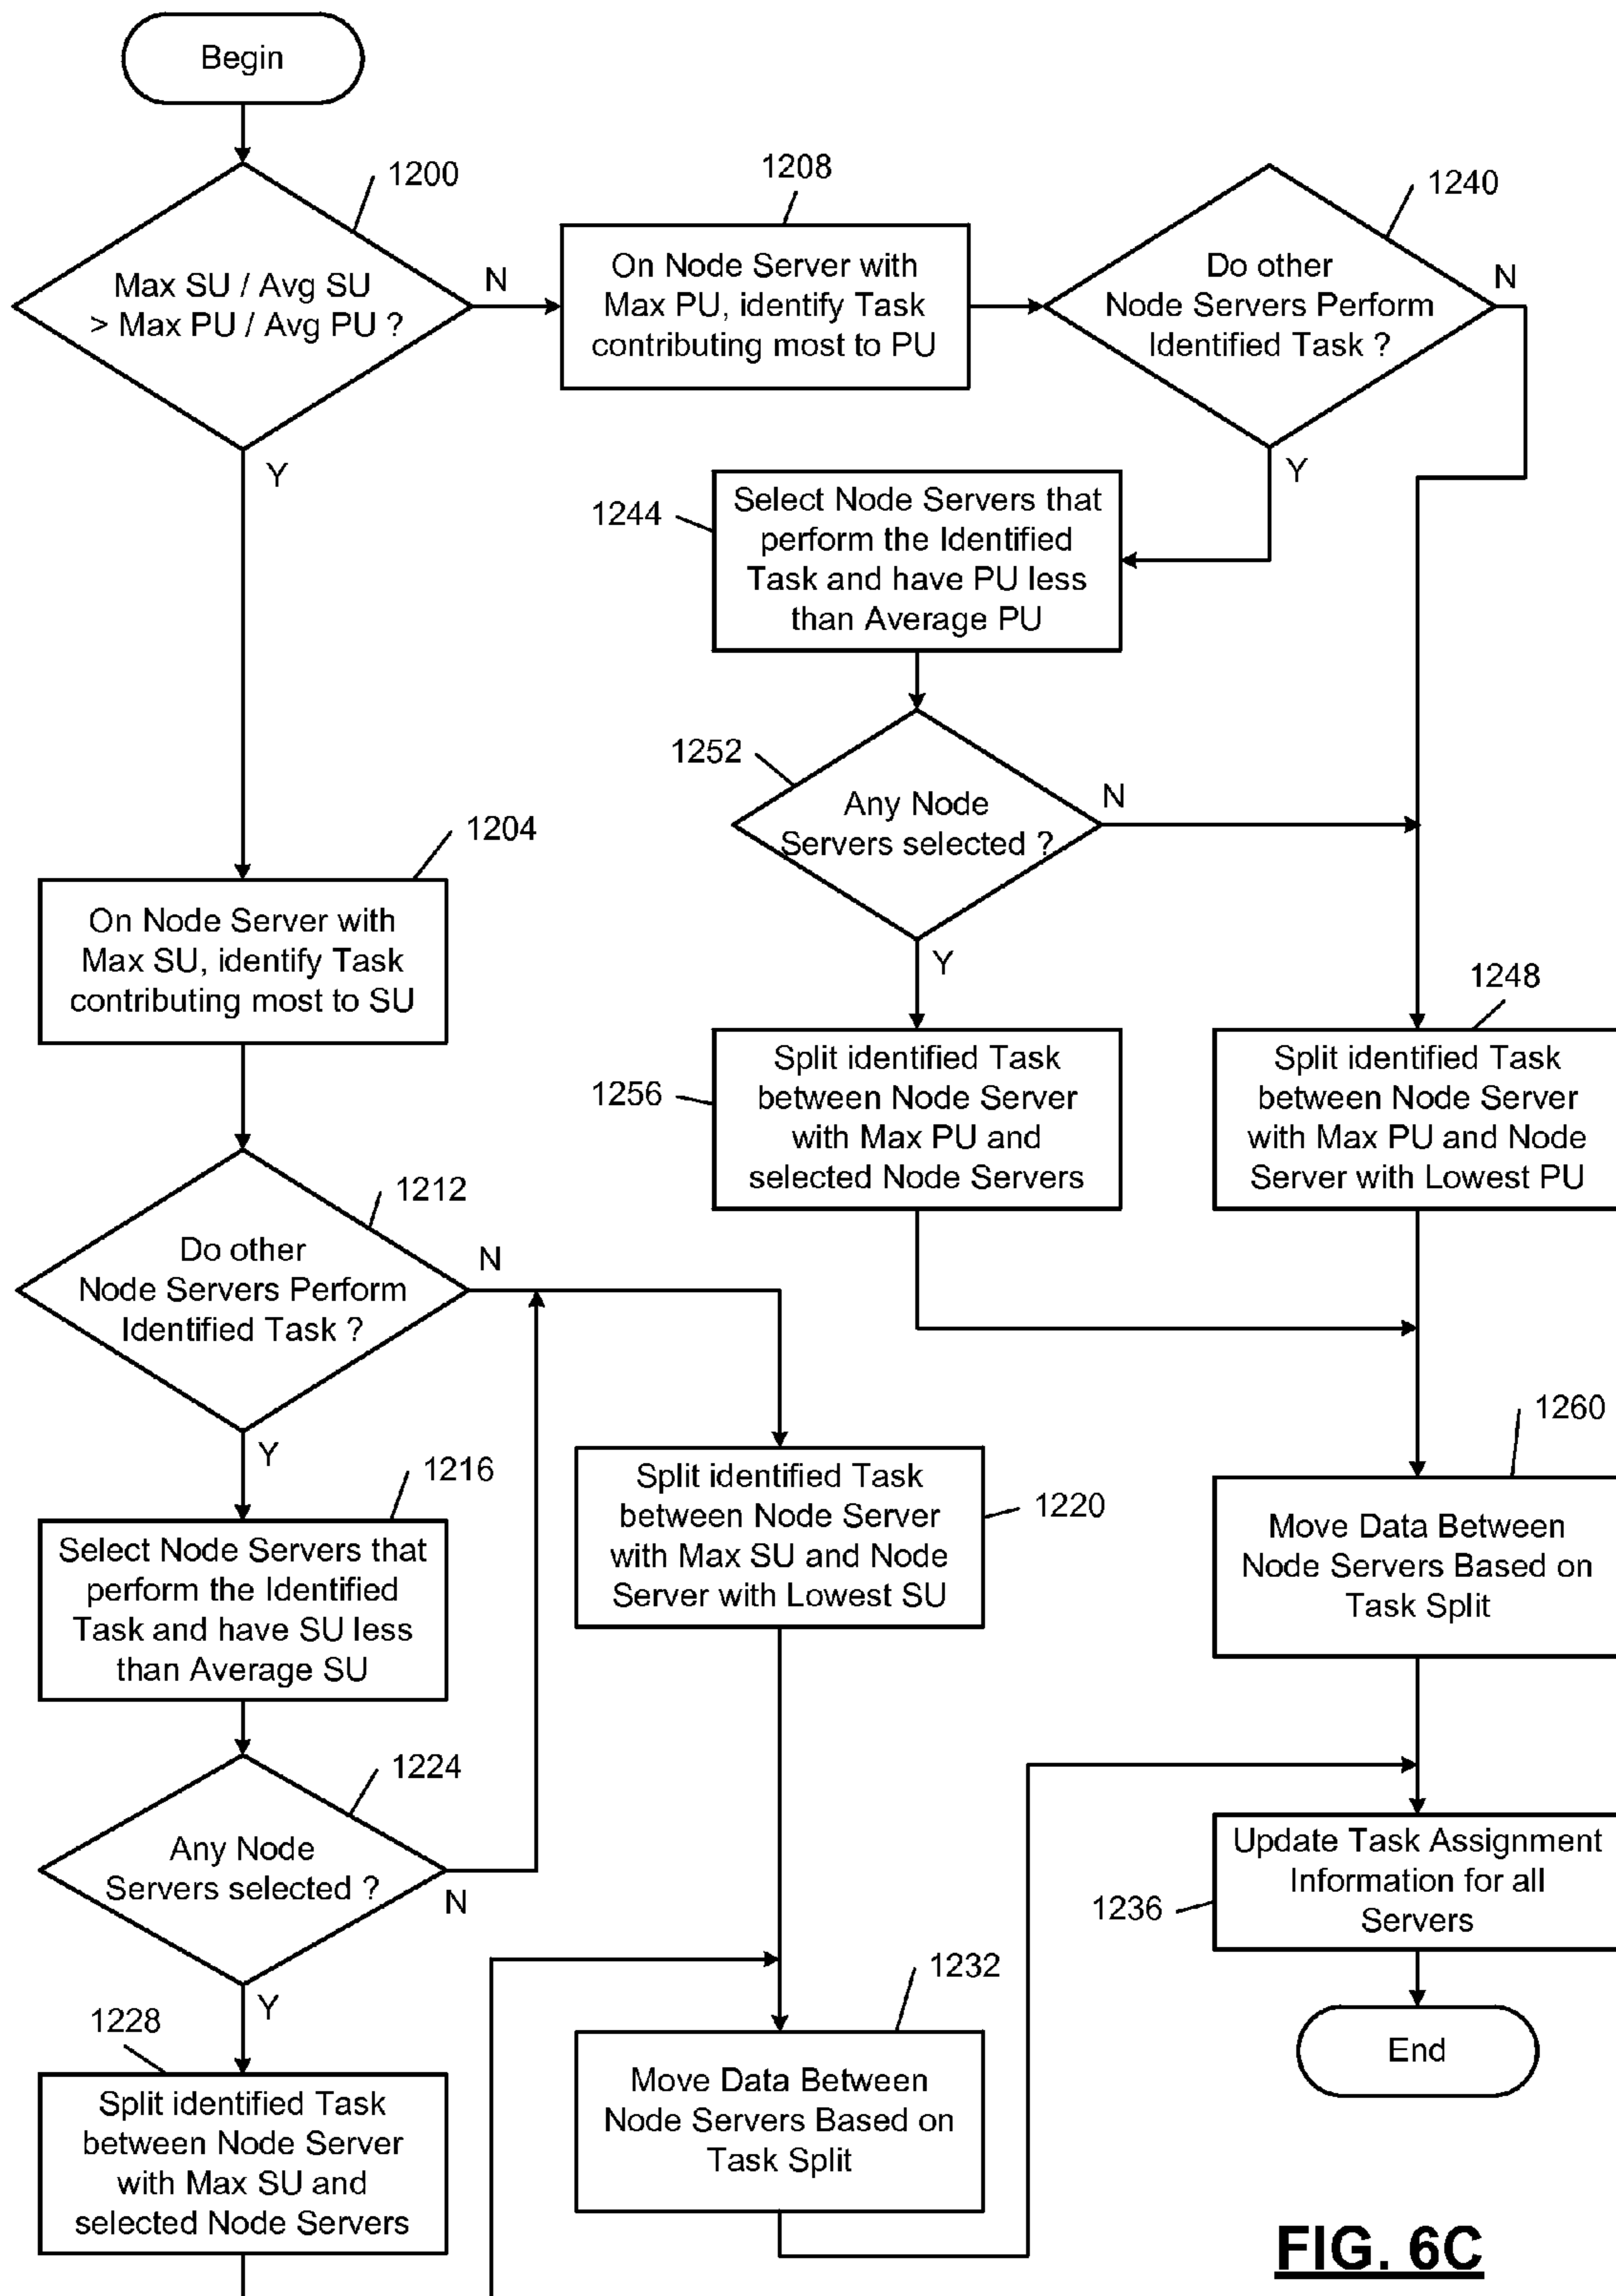 Begin
1200
Max SU / Avg SU
> Max PU / Avg PU ?
N
Y
1208
On Node Server with
Max PU, identify Task
contributing most to PU
1240
Do other
Node Servers Perform
Identified Task ?
N
Y
1244
Select Node Servers that
perform the Identified
Task and have PU less
than Average PU
1252
Any Node
Servers selected ?
N
Y
1204
On Node Server with
Max SU, identify Task
contributing most to SU
1256
Split identified Task
between Node Server
with Max PU and
selected Node Servers
1248
Split identified Task
between Node Server
with Max PU and Node
Server with Lowest PU
1212
Do other
Node Servers Perform
Identified Task ?
N
Y
1216
Select Node Servers that
perform the Identified
Task and have SU less
than Average SU
1220
Split identified Task
between Node Server
with Max SU and Node
Server with Lowest SU
1260
Move Data Between
Node Servers Based on
Task Split
1224
Any Node
Servers selected ?
N
Y
1236
Update Task Assignment
Information for all
Servers
1228
Split identified Task
between Node Server
with Max SU and
selected Node Servers
1232
Move Data Between
Node Servers Based on
Task Split
End
FIG. 6C